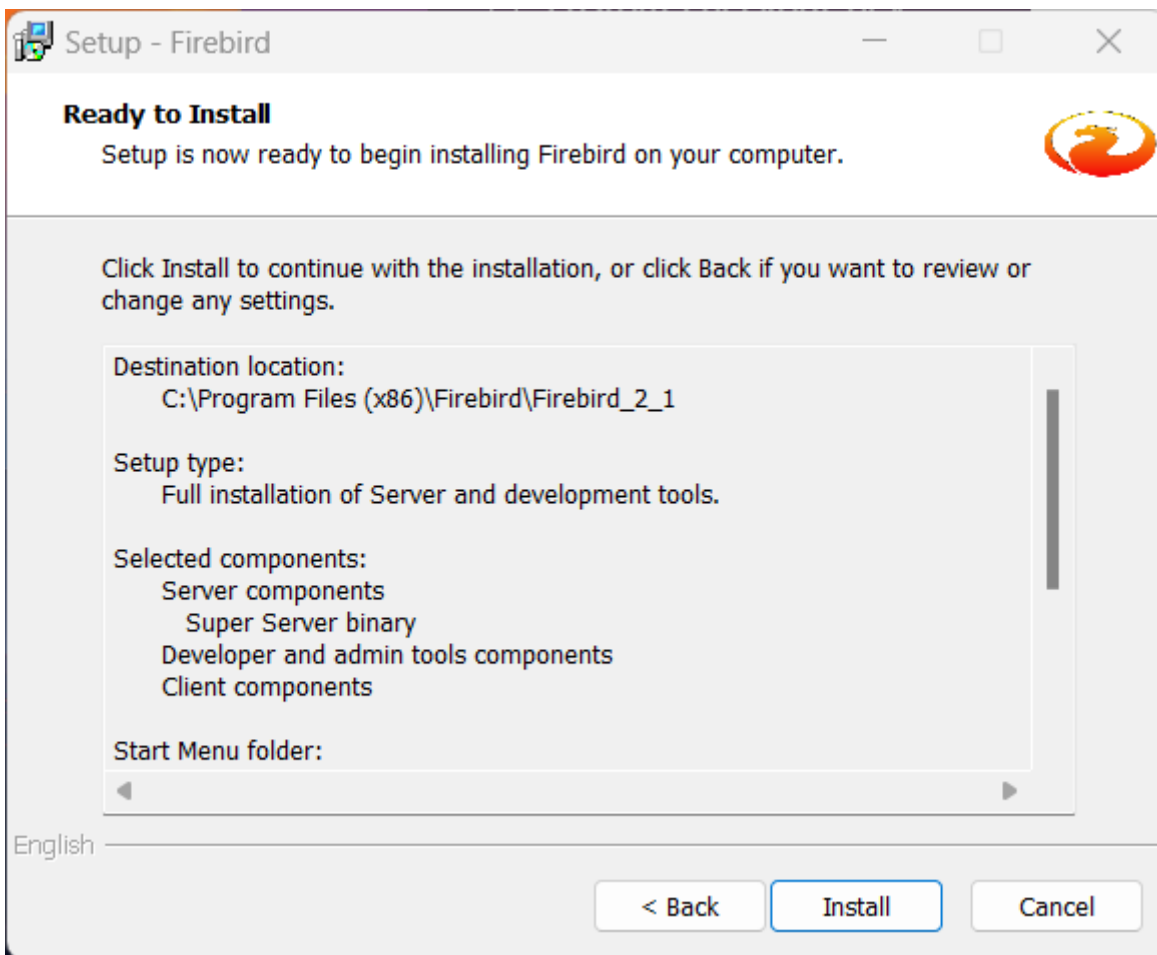 Setup - Firebird
Ready to Install
Setup is now ready to begin installing Firebird on your computer.
Click Install to continue with the installation, or click Back if you want to review or
change any settings.
Destination location:
C:\Program Files (x86)\Firebird\Firebird_2_1
Setup type:
Full installation of Server and development tools.
Selected components:
Server components
Super Server binary
Developer and admin tools components
Client components
Start Menu folder:
English
< Back
Install
Cancel